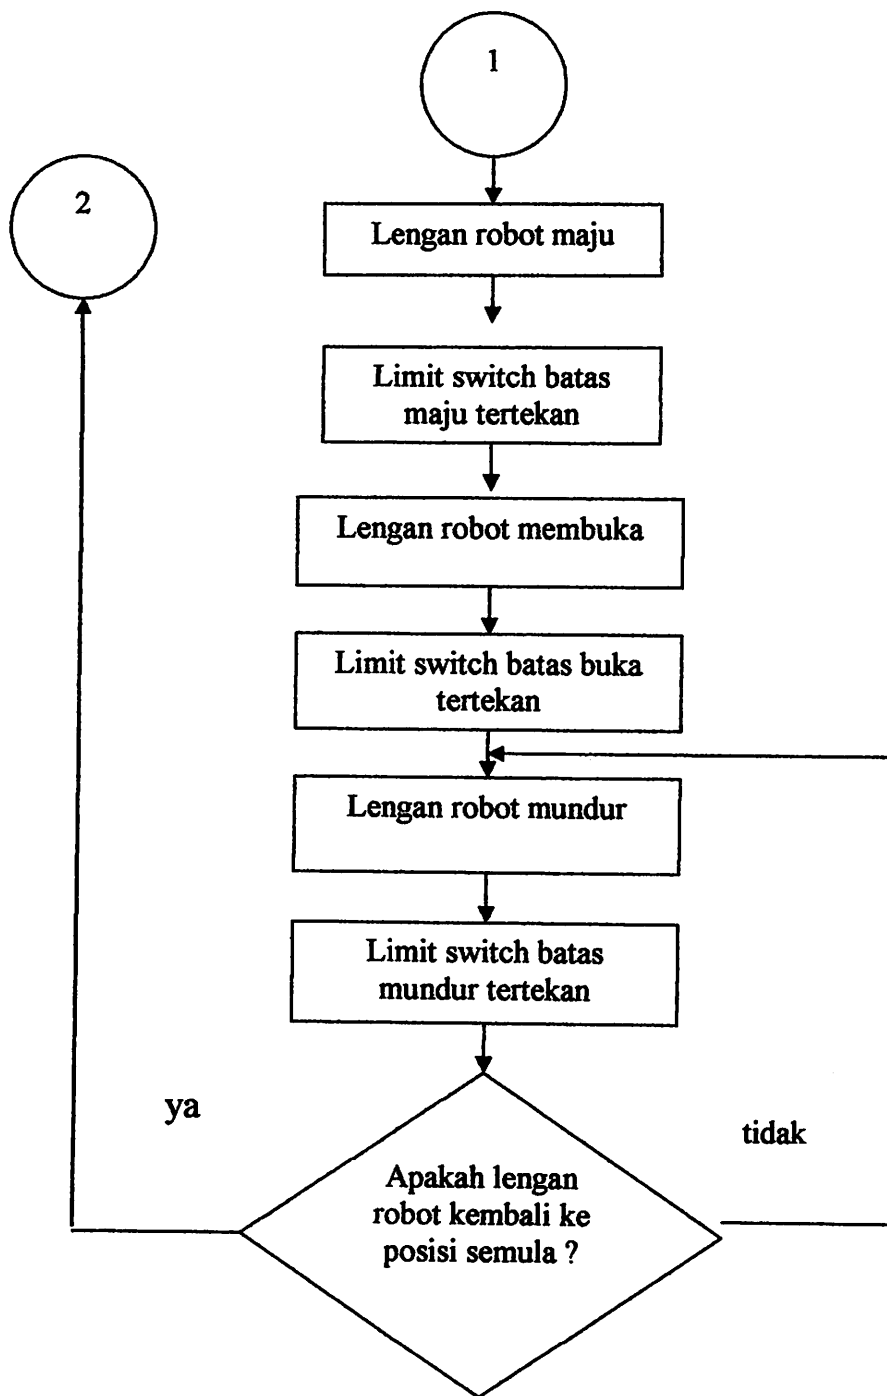 1
2
Lengan robot maju
Limit switch batas
maju tertekan
Lengan robot membuka
Limit switch batas buka
tertekan
Lengan robot mundur
Limit switch batas
mundur tertekan
ya
tidak
Apakah lengan
robot kembali ke
posisi semula ?